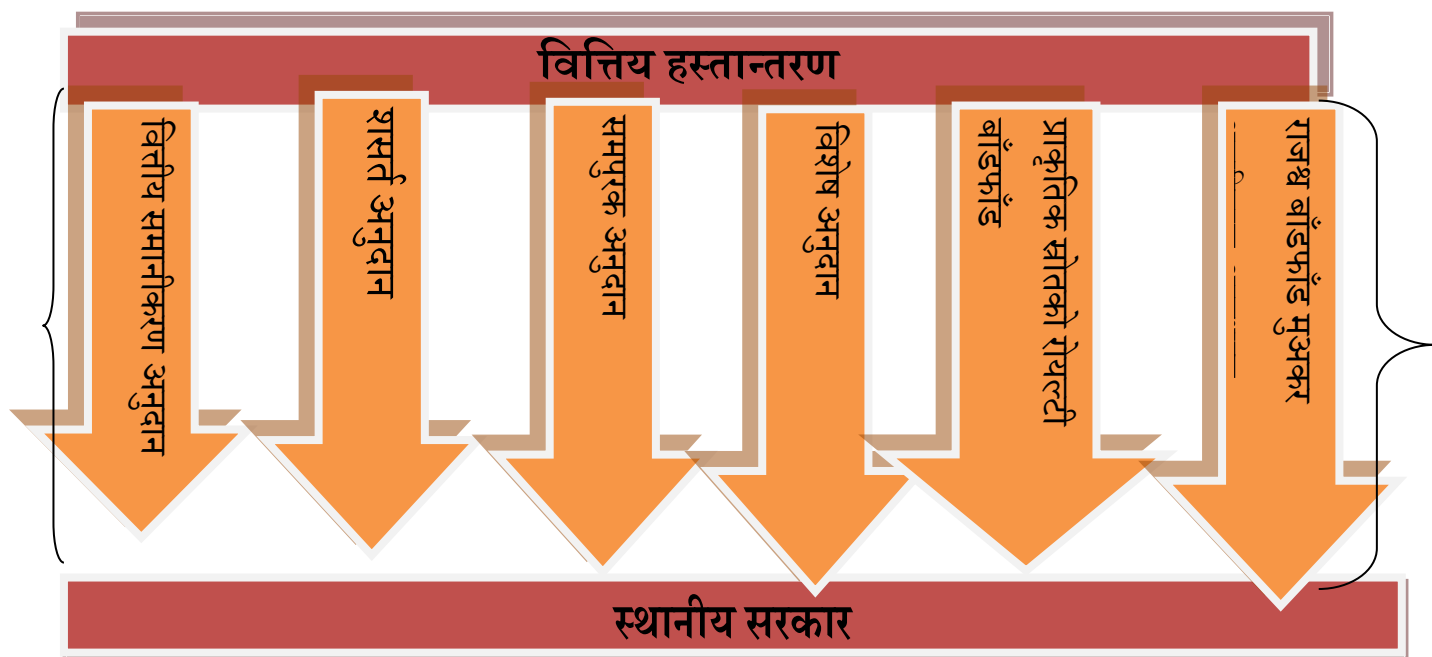 वित्तिय हस्तान्तरण
वित्तीय समानीकरण अनुदान
शसर्त अनुदान
समपुरक अनुदान
विशेष अनुदान
प्राकृतिक स्रोतको रोयल्टी
बाँडफाँड
राजश्व बाँडफाँड मुअकर
स्थानीय सरकार